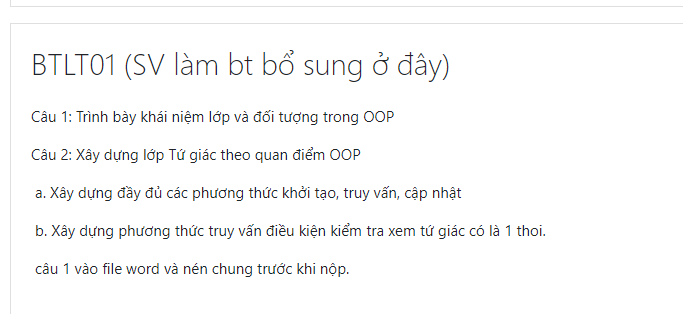 BTLT01 (SV làm bt bổ sung ở đây)
Câu 1: Trình bày khái niệm lớp và đối tượng trong OOP
Câu 2: Xây dựng lớp Tứ giác theo quan điểm OOP
a. Xây dựng đầy đủ các phương thức khởi tạo, truy vấn, cập nhật
b. Xây dựng phương thức truy vấn điều kiện kiểm tra xem tứ giác có là 1 thoi.
câu 1 vào file word và nén chung trước khi nộp.